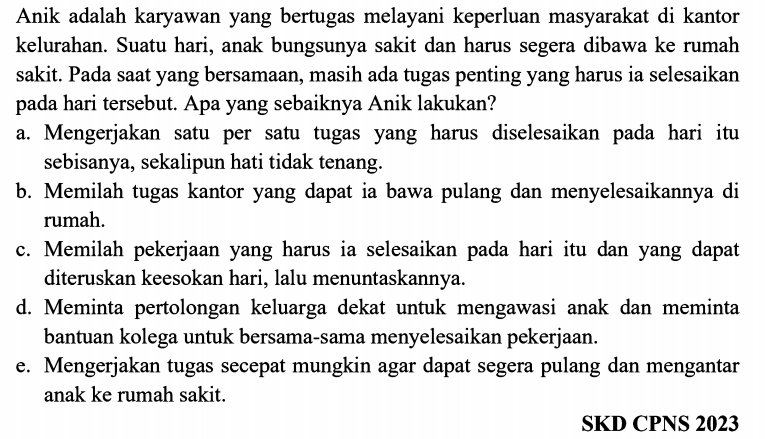 Anik adalah karyawan yang bertugas melayani keperluan masyarakat di kantor
kelurahan. Suatu hari, anak bungsunya sakit dan harus segera dibawa ke rumah
sakit. Pada saat yang bersamaan, masih ada tugas penting yang harus ia selesaikan
pada hari tersebut. Apa yang sebaiknya Anik lakukan?
a. Mengerjakan satu per satu tugas yang harus diselesaikan pada hari itu
sebisanya, sekalipun hati tidak tenang.
b. Memilah tugas kantor yang dapat ia bawa pulang dan menyelesaikannya di
rumah.
c. Memilah pekerjaan yang harus ia selesaikan pada hari itu dan yang dapat
diteruskan keesokan hari, lalu menuntaskannya.
d. Meminta pertolongan keluarga dekat untuk mengawasi anak dan meminta
bantuan kolega untuk bersama-sama menyelesaikan pekerjaan.
e. Mengerjakan tugas secepat mungkin agar dapat segera pulang dan mengantar
anak ke rumah sakit.
SKD CPNS 2023